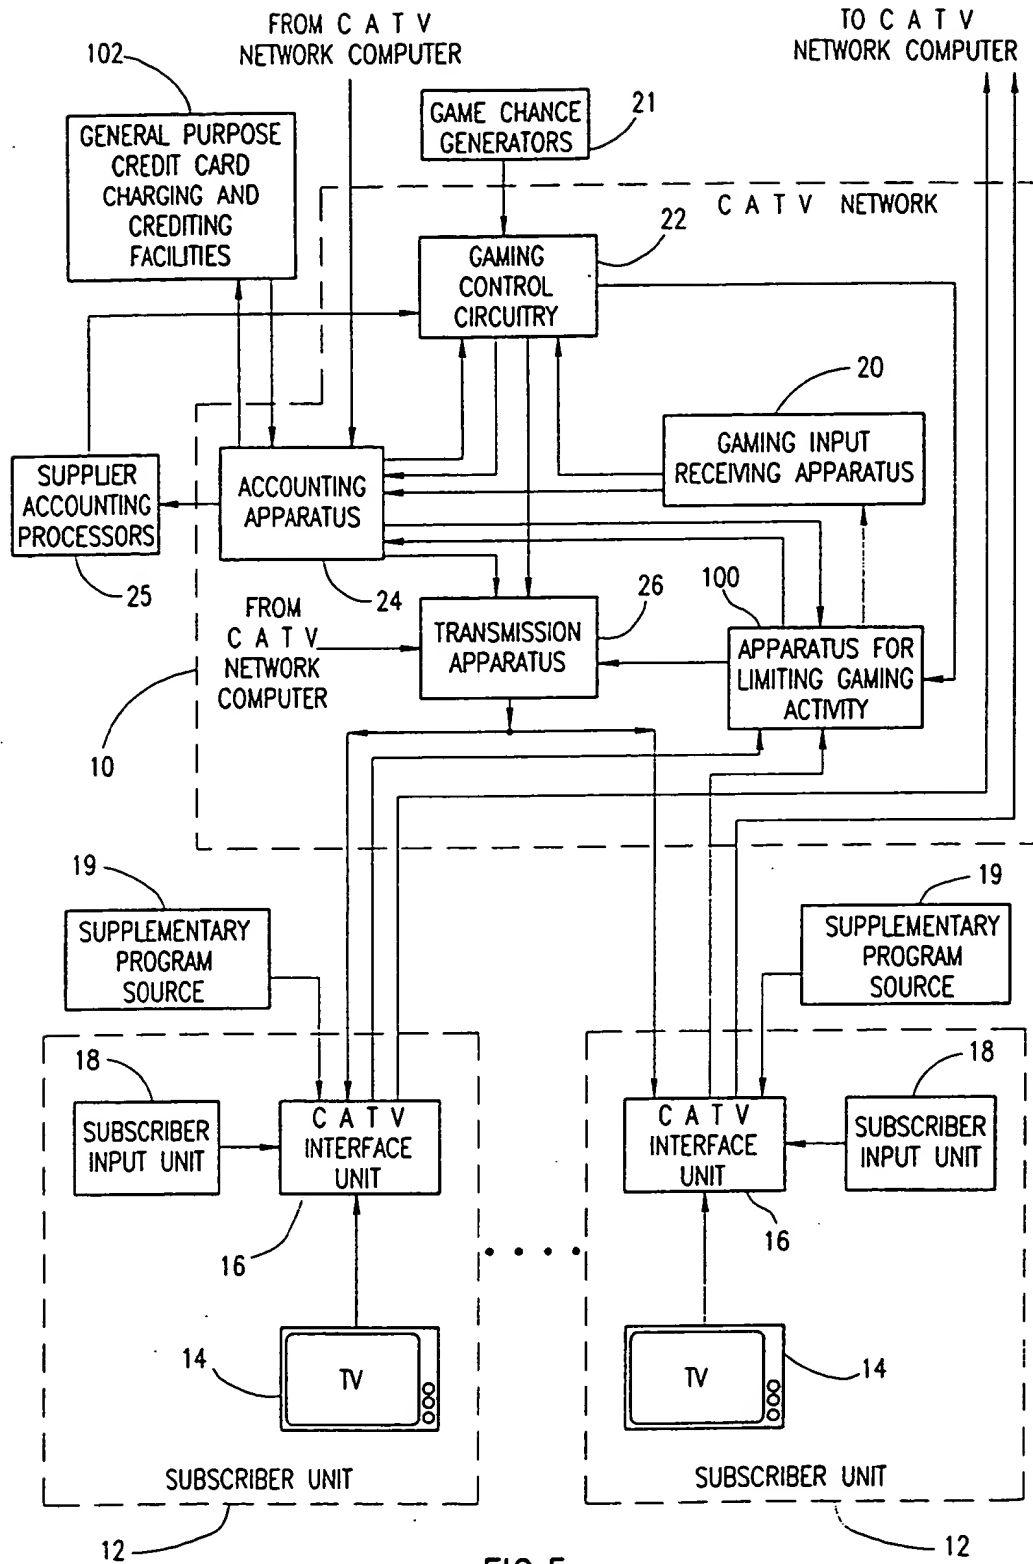 FROM C A T V
NETWORK COMPUTER
TO C A T V
NETWORK COMPUTER
102
GENERAL PURPOSE
CREDIT CARD
CHARGING AND
CREDITING
FACILITIES
GAME CHANCE
GENERATORS
21
C A T V NETWORK
22
GAMING
CONTROL
CIRCUITRY
20
GAMING INPUT
RECEIVING APPARATUS
SUPPLIER
ACCOUNTING
PROCESSORS
25
ACCOUNTING
APPARATUS
24
FROM
C A T V
NETWORK
COMPUTER
TRANSMISSION
APPARATUS
26
100
APPARATUS FOR
LIMITING GAMING
ACTIVITY
10
19
SUPPLEMENTARY
PROGRAM
SOURCE
19
SUPPLEMENTARY
PROGRAM
SOURCE
18
SUBSCRIBER
INPUT UNIT
C A T V
INTERFACE
UNIT
16
C A T V
INTERFACE
UNIT
16
18
SUBSCRIBER
INPUT UNIT
14
TV
TV
14
SUBSCRIBER UNIT
SUBSCRIBER UNIT
12
12
FIG.5